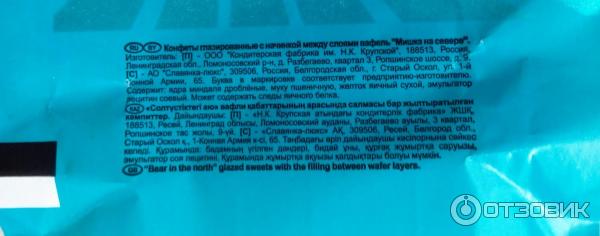 RU BY Конфеты глазированные с начинкой между слоями вафель "Мишка на севере".
Изготовитель: [П] - ООО "Кондитерская фабрика им. Н.К. Крупской", 188513, Россия,
Ленинградская обл., Ломоносовский р-н, д. Разбегаево, квартал 3, Ропшинское шоссе, д. 9.
[С] - АО "Славянка-люкс", 309506, Россия, Белгородская обл., г. Старый Оскол, ул. 1-й
Конной Армии, 65. Буква в маркировке соответствует предприятию-изготовителю.
Содержит: ядра миндаля дроблёные, муку пшеничную, желток яичный сухой, эмульгатор
лецитин соевый. Может содержать следы яичного белка.
KAZ «Солтүстіктегі аю» вафли қабаттарының арасында салмасы бар жылтыратылған
кәмпиттер. Дайындаушы: [П] - «Н.К. Крупская атындағы кондитерлік фабрика» ЖШҚ,
188513, Ресей, Ленинград облысы, Ломоносовский ауданы, Разбегаево ауылы, 3 квартал,
Ропшинское тас жолы, 9-үй. [С] - «Славянка-люкс» АҚ, 309506, Ресей, Белгород обл.,
Старый Оскол қ., 1-Конная Армия к-сі, 65. Таңбадағы әріп дайындаушы кәсіпорынға сәйкес
келеді. Құрамында: бадамның үгілген дәндері, бидай ұны, құрғақ жұмыртқа сарыуызы,
эмульгатор соя лецитині. Құрамында жұмыртқа ақуызы қалдықтары болуы мүмкін.
GB "Bear in the north" glazed sweets with the filling between wafer layers.
ОТЗОВИК